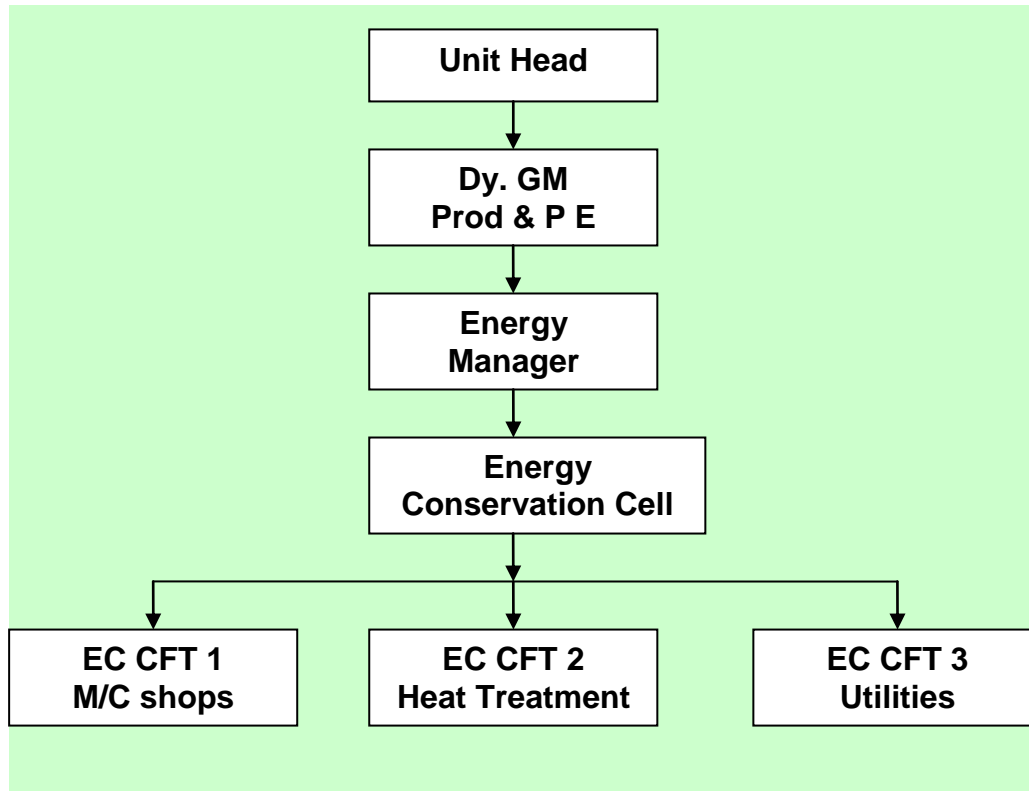 Unit Head
Dy. GM
Prod & P E
Energy
Manager
Energy
Conservation Cell
EC CFT 1
M/C shops
EC CFT 2
Heat Treatment
EC CFT 3
Utilities